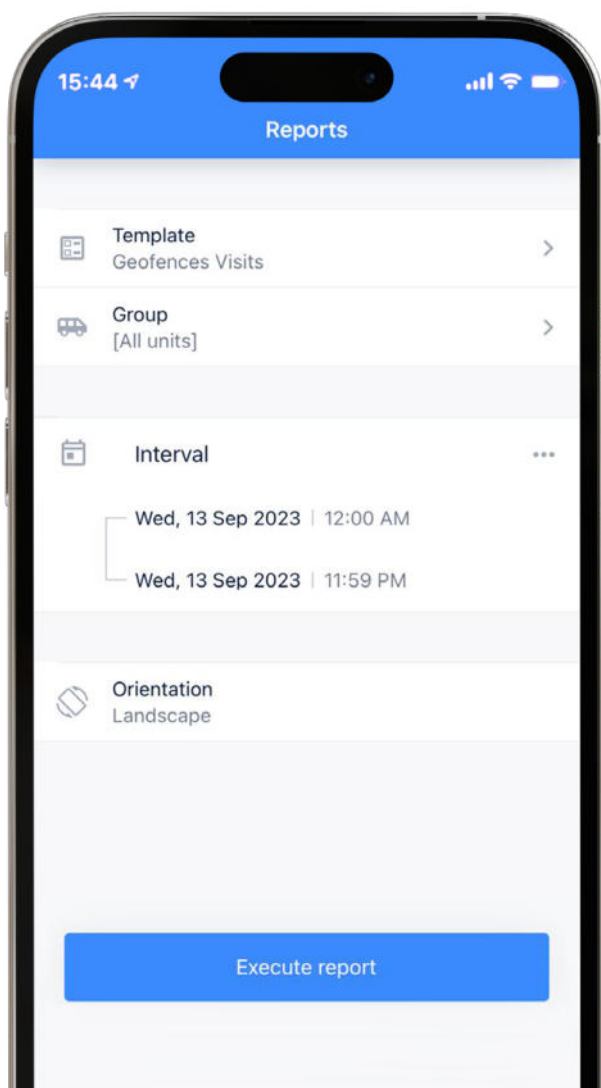 15:44
Reports
Template
Geofences Visits
Group
[All units]
Interval
Wed, 13 Sep 2023 | 12:00 AM
Wed, 13 Sep 2023 | 11:59 PM
Orientation
Landscape
Execute report